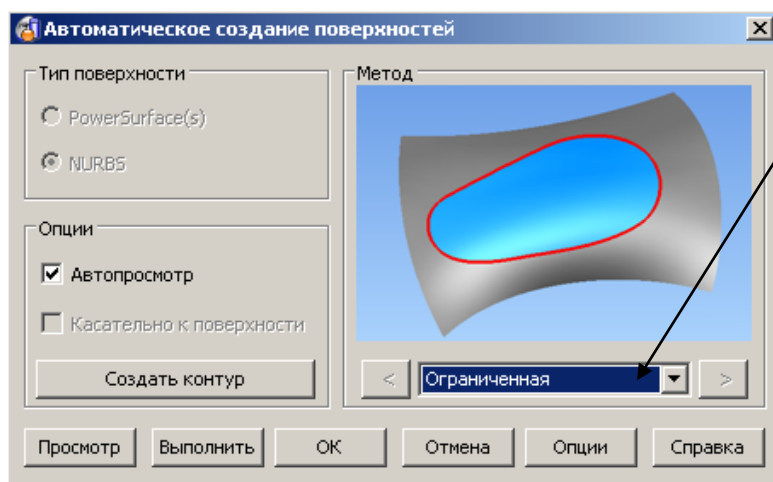 Автоматическое создание поверхностей
Тип поверхности
PowerSurface(s)
NURBS
Опции
Автопросмотр
Касательно к поверхности
Создать контур
Метод
< Ограниченная >
Просмотр Выполнить OK Отмена Опции Справка